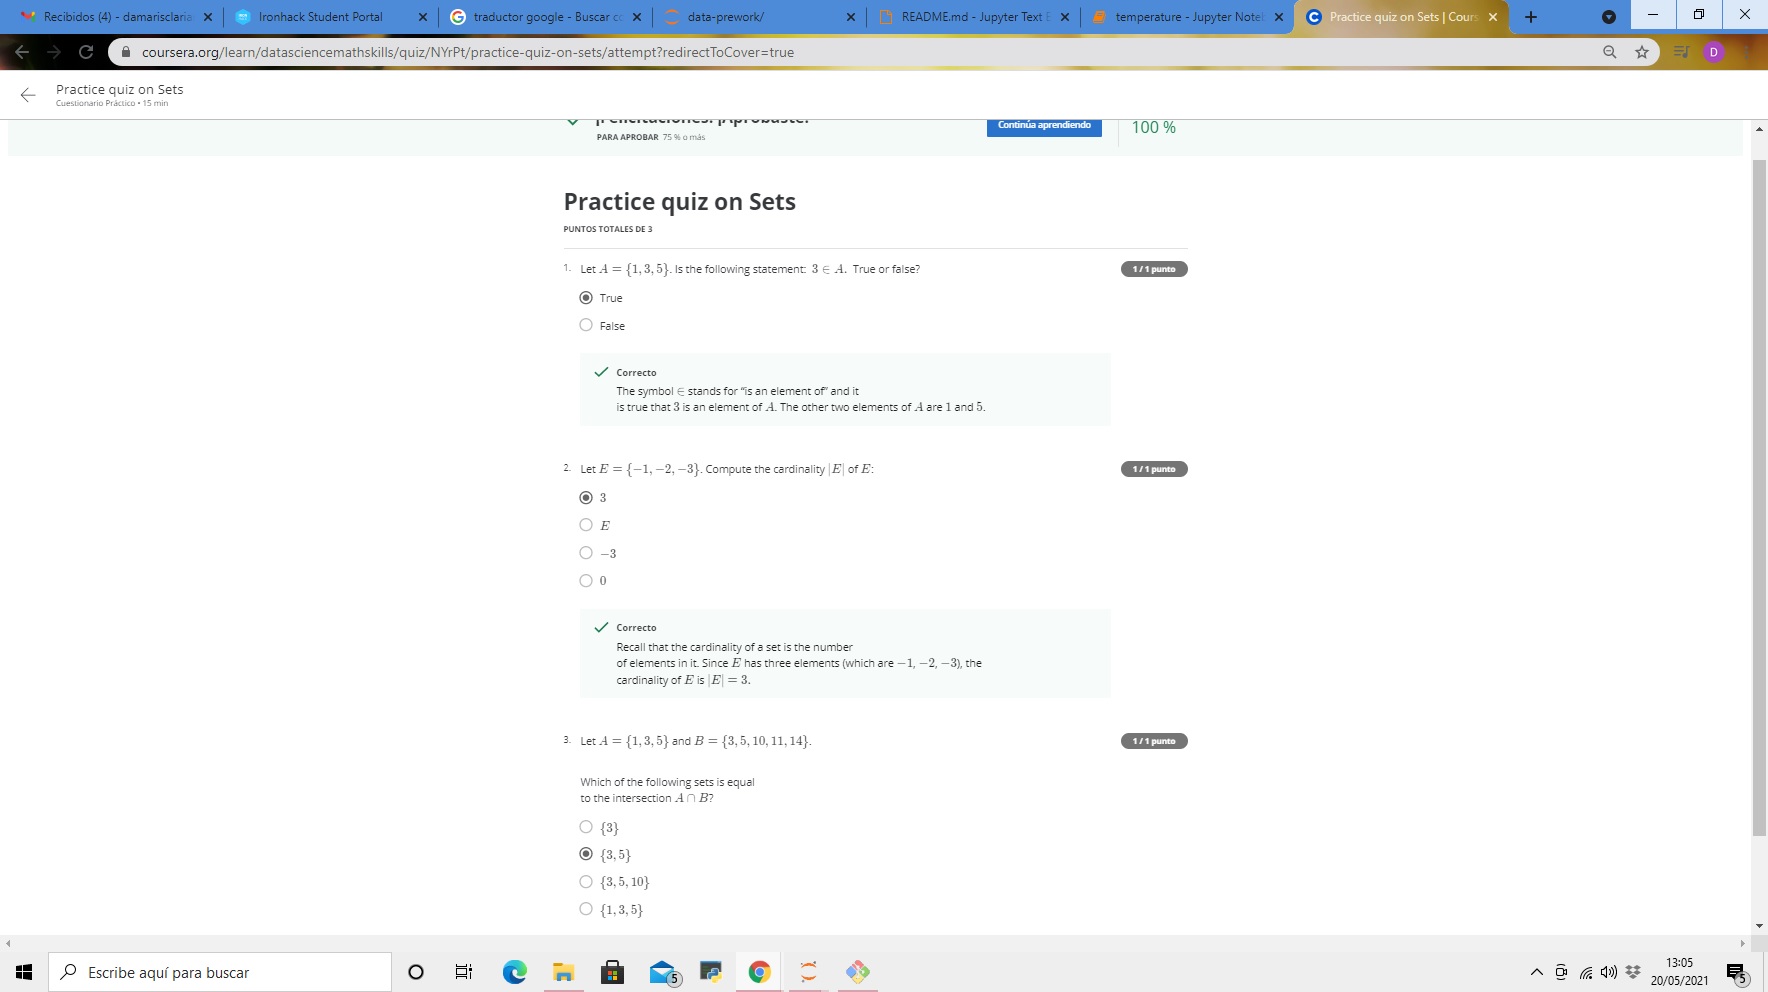 Recibidos (4) - damarisclaria
Ironhack Student Portal
traductor google - Buscar c
data-prework/
README.md - Jupyter Text E
temperature - Jupyter Note
Practice quiz on Sets | Cours
coursera.org/learn/datasciencemathskills/quiz/NYrPt/practice-quiz-on-sets/attempt?redirectToCover=true
D
Practice quiz on Sets
Cuestionario Práctico • 15 min
¡Felicitaciones! ¡Aprobaste!
PARA APROBAR 75 % o más
Continúa aprendiendo
100 %
Practice quiz on Sets
PUNTOS TOTALES DE 3
1. Let A = {1, 3, 5}. Is the following statement: 3 ∈ A. True or false?
1 / 1 punto
True
False
Correcto
The symbol ∈ stands for “is an element of” and it
is true that 3 is an element of A. The other two elements of A are 1 and 5.
2. Let E = {−1, −2, −3}. Compute the cardinality |E| of E:
1 / 1 punto
3
E
−3
0
Correcto
Recall that the cardinality of a set is the number
of elements in it. Since E has three elements (which are −1, −2, −3), the
cardinality of E is |E| = 3.
3. Let A = {1, 3, 5} and B = {3, 5, 10, 11, 14}.
1 / 1 punto
Which of the following sets is equal
to the intersection A ∩ B?
{3}
{3, 5}
{3, 5, 10}
{1, 3, 5}
Escribe aquí para buscar
5
13:05
20/05/2021
5